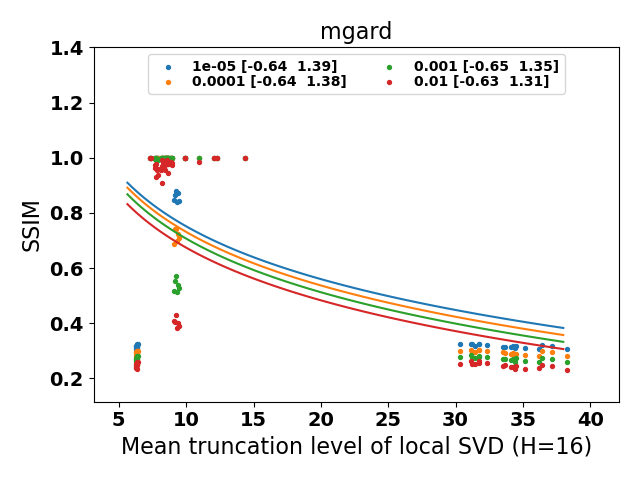 mgard
1e-05 [-0.64  1.39]
0.0001 [-0.64  1.38]
0.001 [-0.65  1.35]
0.01 [-0.63  1.31]
SSIM
1.4
1.2
1.0
0.8
0.6
0.4
0.2
5 10 15 20 25 30 35 40
Mean truncation level of local SVD (H=16)